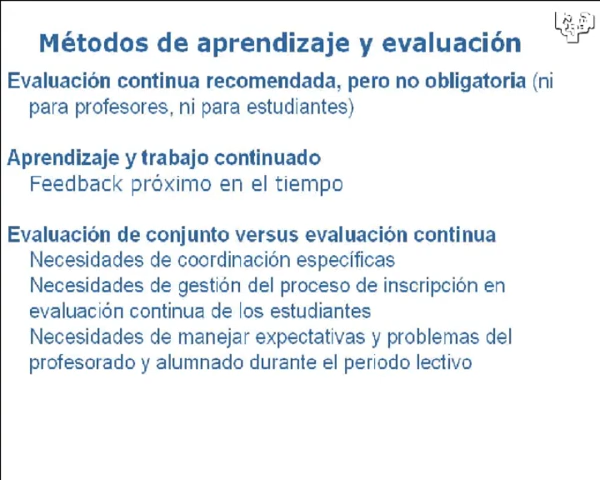 Métodos de aprendizaje y evaluación
Evaluación continua recomendada, pero no obligatoria (ni
para profesores, ni para estudiantes)
Aprendizaje y trabajo continuado
Feedback próximo en el tiempo
Evaluación de conjunto versus evaluación continua
Necesidades de coordinación específicas
Necesidades de gestión del proceso de inscripción en
evaluación continua de los estudiantes
Necesidades de manejar expectativas y problemas del
profesorado y alumnado durante el periodo lectivo